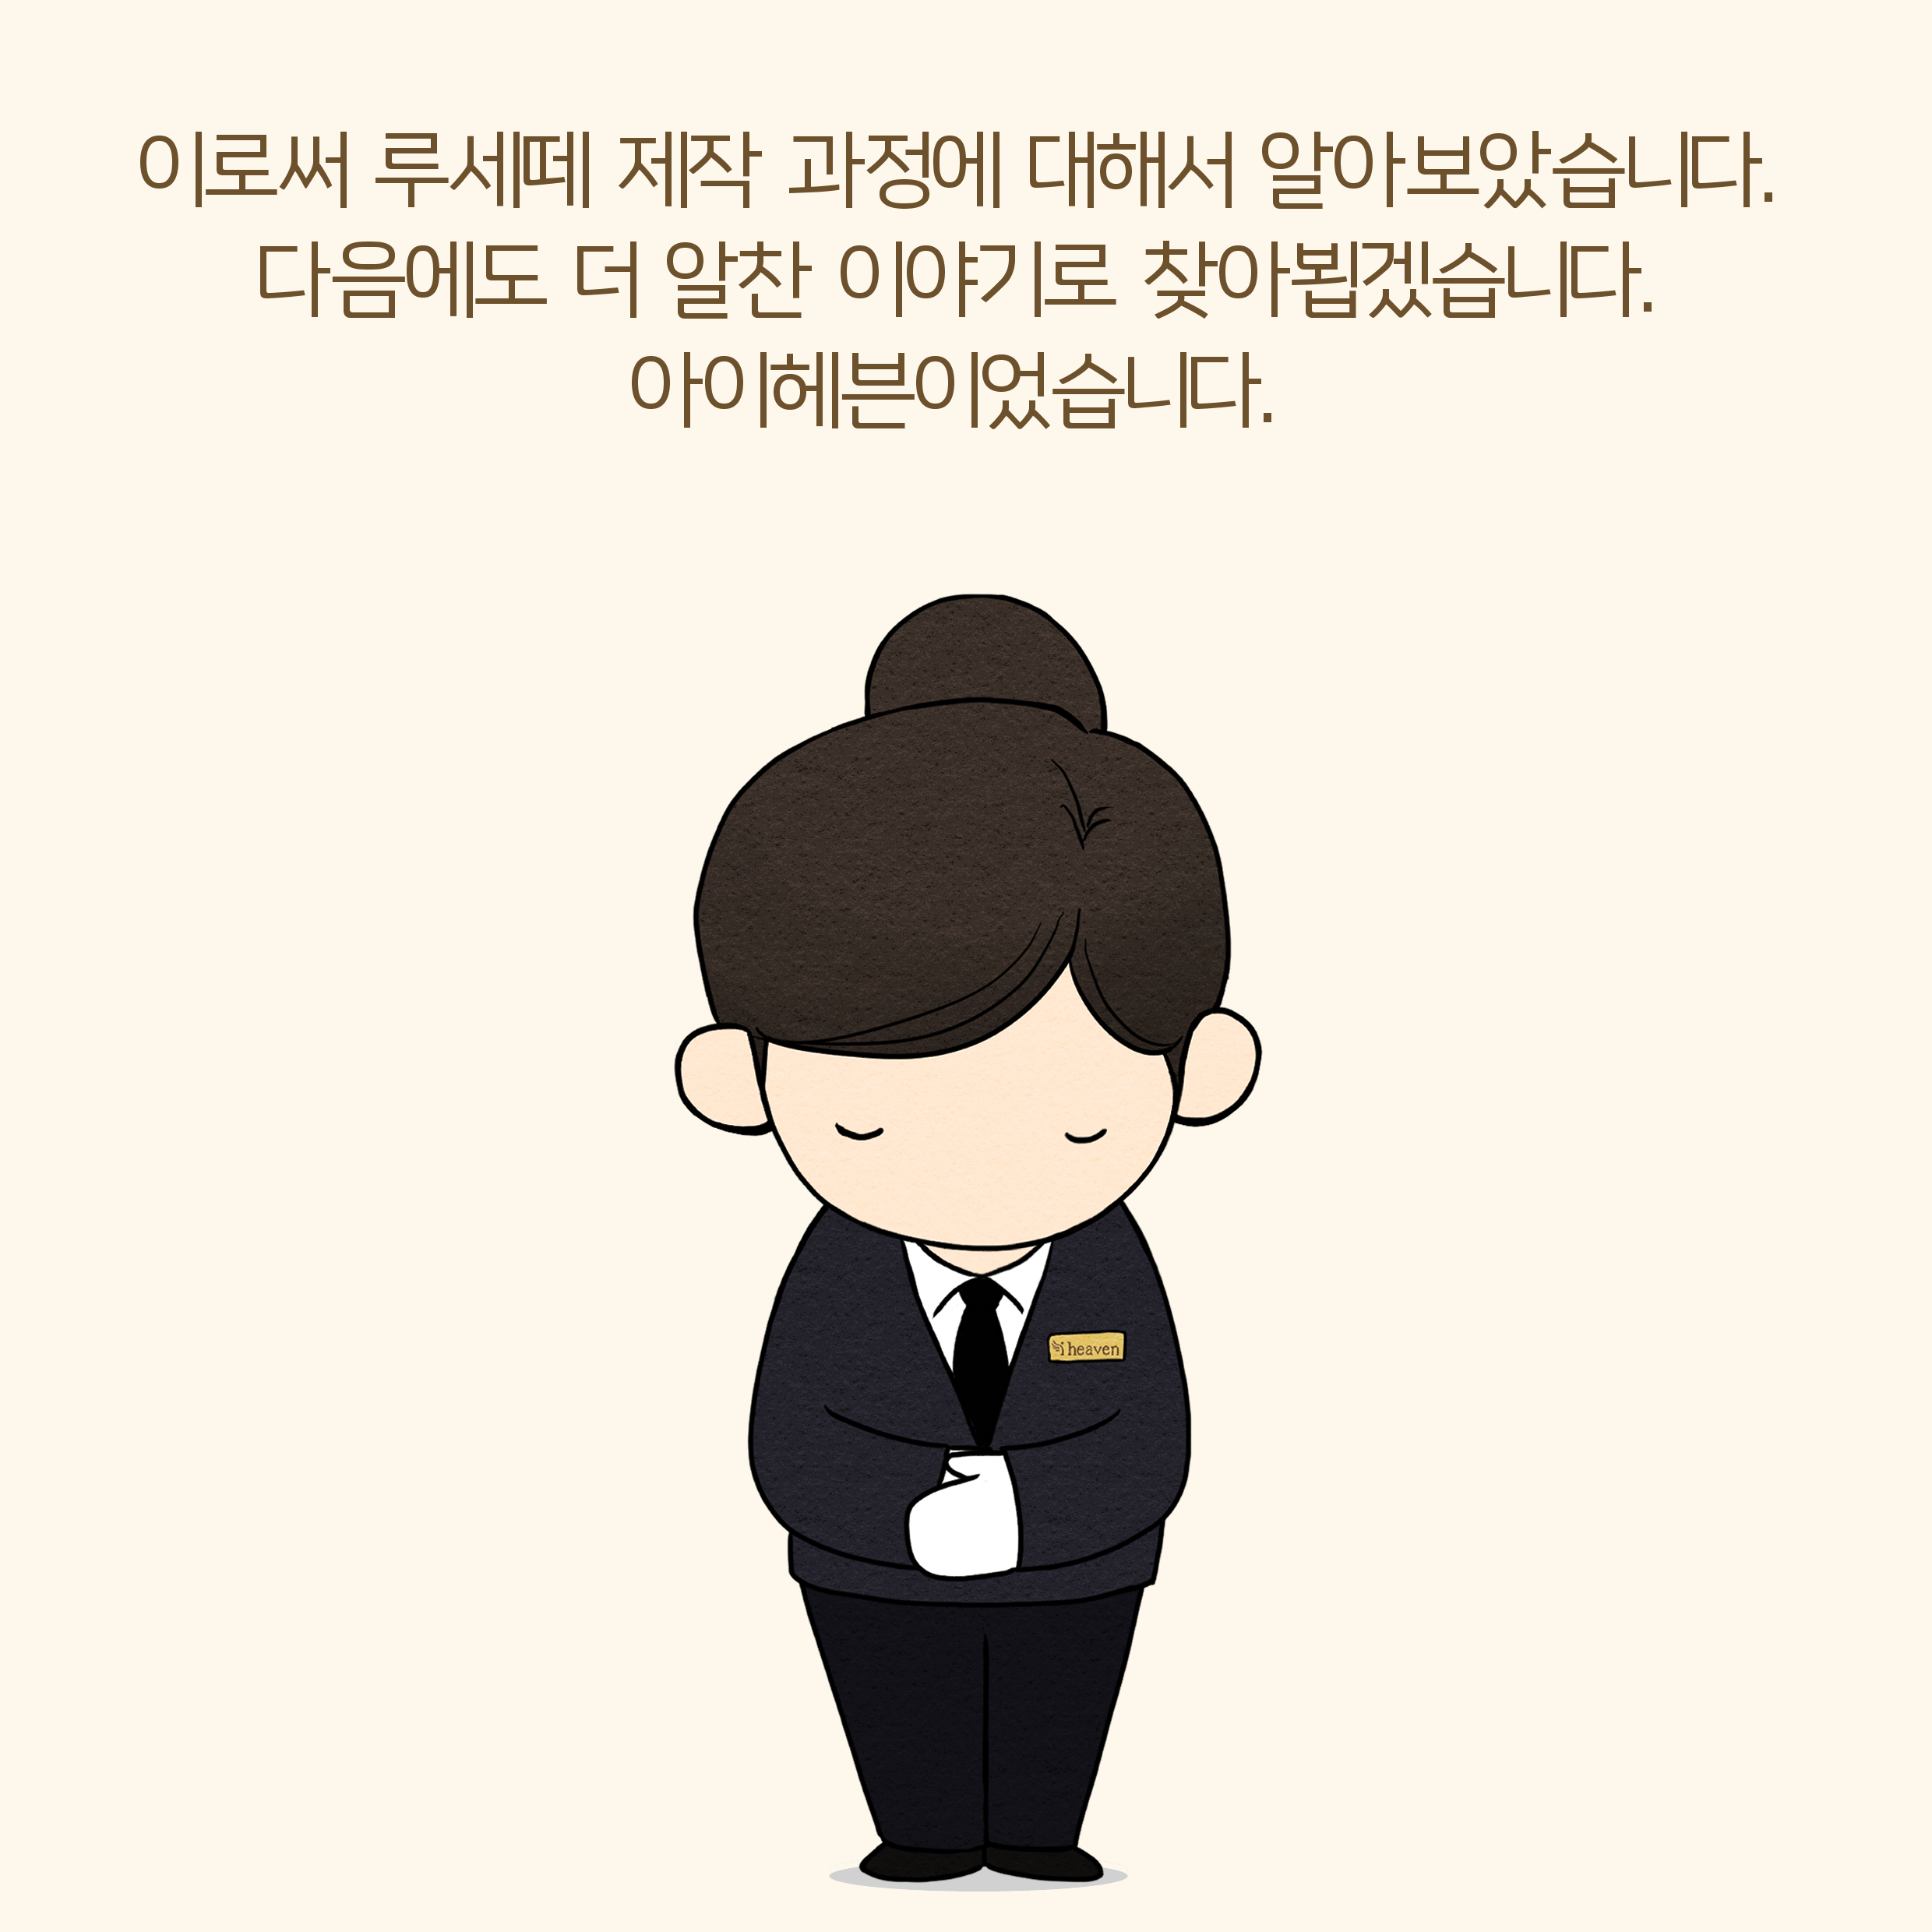 이로써 루세떼 제작 과정에 대해서 알아보았습니다.
다음에도 더 알찬 이야기로 찾아뵙겠습니다.
아이헤븐이었습니다.
i heaven